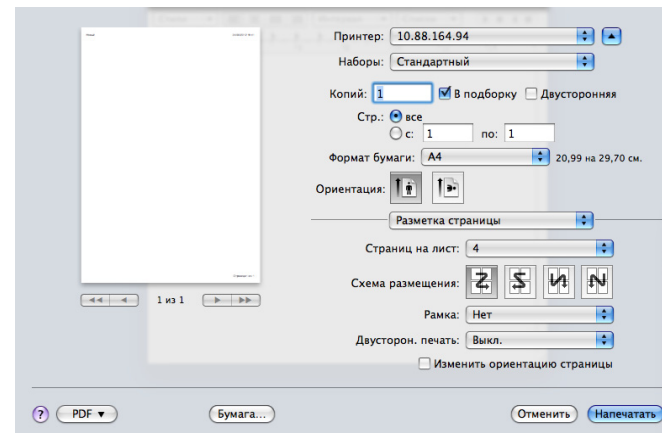 Принтер: 10.88.164.94
Наборы: Стандартный
Копий: 1 В подборку Двусторонняя
Стр.: все
с: 1 по: 1
Формат бумаги: A4 20,99 на 29,70 см.
Ориентация:
Разметка страницы
Страниц на лист: 4
Схема размещения:
1 из 1
Рамка: Нет
Двусторон. печать: Выкл.
Изменить ориентацию страницы
? PDF Бумага... Отменить Напечатать